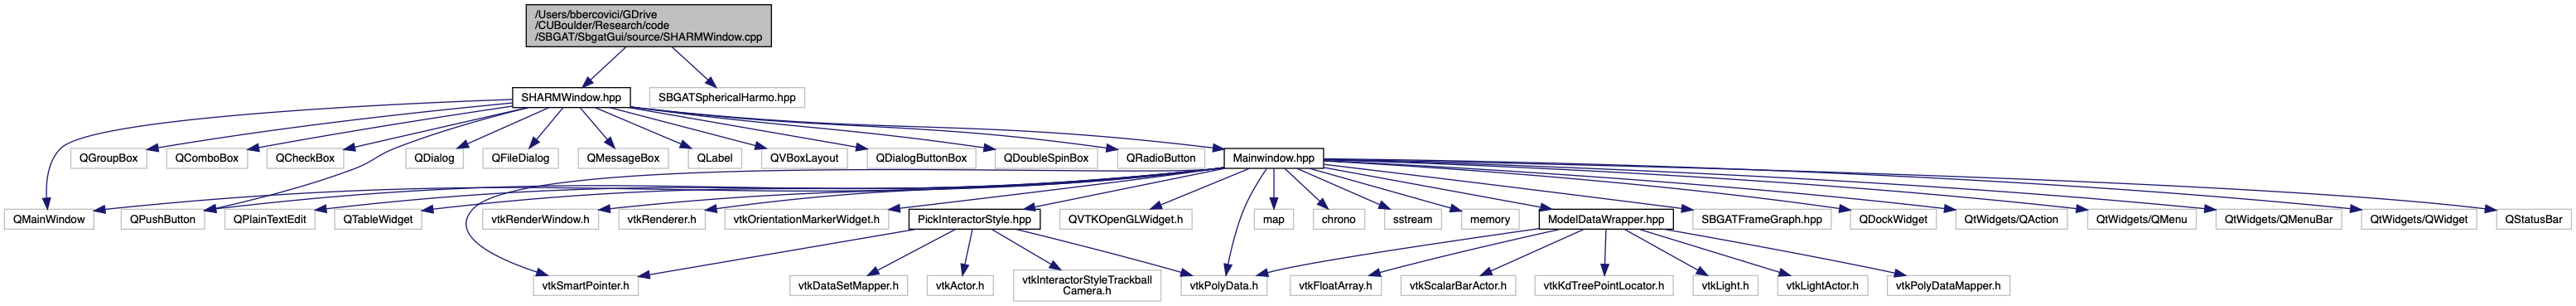 /Users/bbercovici/GDrive
/CUBoulder/Research/code
/SBGAT/SbgatGui/source/SHARMWindow.cpp
SHARMWindow.hpp
SBGATSphericalHarmo.hpp
QGroupBox
QComboBox
QCheckBox
QDialog
QFileDialog
QMessageBox
QLabel
QVBoxLayout
QDialogButtonBox
QDoubleSpinBox
QRadioButton
Mainwindow.hpp
QMainWindow
QPushButton
QPlainTextEdit
QTableWidget
vtkRenderWindow.h
vtkRenderer.h
vtkOrientationMarkerWidget.h
PickInteractorStyle.hpp
QVTKOpenGLWidget.h
map
chrono
sstream
memory
ModelDataWrapper.hpp
SBGATFrameGraph.hpp
QDockWidget
QtWidgets/QAction
QtWidgets/QMenu
QtWidgets/QMenuBar
QtWidgets/QWidget
QStatusBar
vtkSmartPointer.h
vtkDataSetMapper.h
vtkActor.h
vtkInteractorStyleTrackball
Camera.h
vtkPolyData.h
vtkFloatArray.h
vtkScalarBarActor.h
vtkKdTreePointLocator.h
vtkLight.h
vtkLightActor.h
vtkPolyDataMapper.h